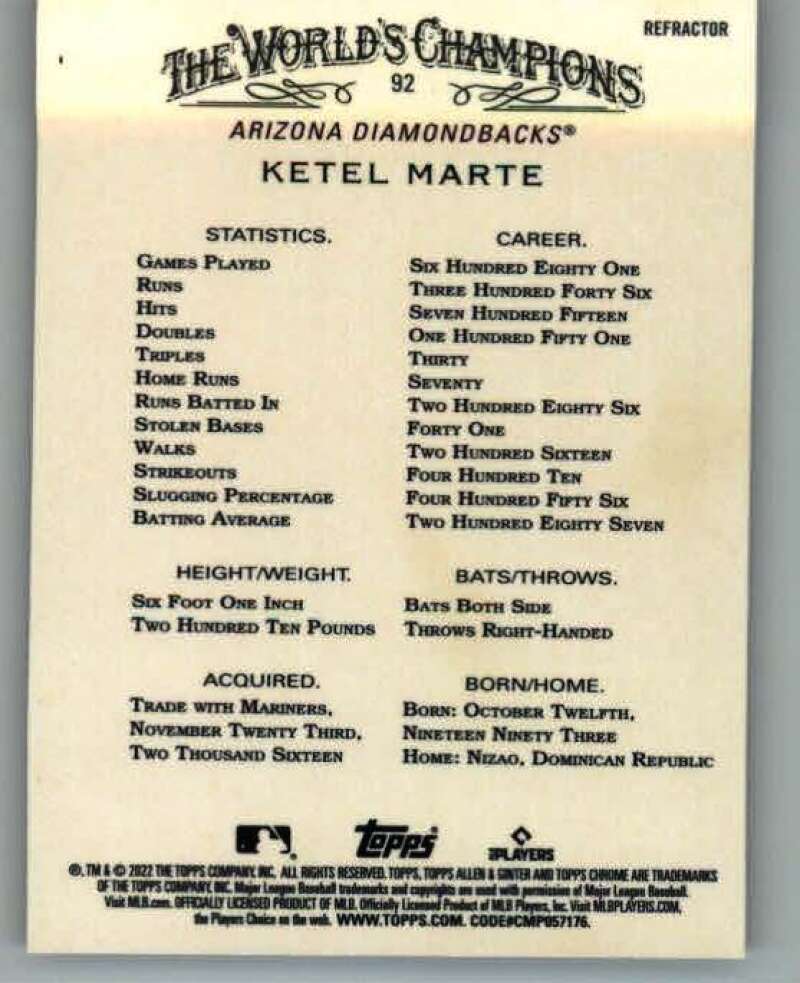 REFRACTOR
THE WORLD'S CHAMPIONS
92
ARIZONA DIAMONDBACKS®
KETEL MARTE
STATISTICS.
GAMES PLAYED
RUNS
HITS
DOUBLES
TRIPLES
HOME RUNS
RUNS BATTED IN
STOLEN BASES
WALKS
STRIKEOUTS
SLUGGING PERCENTAGE
BATTING AVERAGE
CAREER.
SIX HUNDRED EIGHTY ONE
THREE HUNDRED FORTY SIX
SEVEN HUNDRED FIFTEEN
ONE HUNDRED FIFTY ONE
THIRTY
SEVENTY
TWO HUNDRED EIGHTY SIX
FORTY ONE
TWO HUNDRED SIXTEEN
FOUR HUNDRED TEN
FOUR HUNDRED FIFTY SIX
TWO HUNDRED EIGHTY SEVEN
HEIGHT/WEIGHT.
SIX FOOT ONE INCH
TWO HUNDRED TEN POUNDS
BATS/THROWS.
BATS BOTH SIDE
THROWS RIGHT-HANDED
ACQUIRED.
TRADE WITH MARINERS,
NOVEMBER TWENTY THIRD,
TWO THOUSAND SIXTEEN
BORN/HOME.
BORN: OCTOBER TWELFTH,
NINETEEN NINETY THREE
HOME: NIZAO, DOMINICAN REPUBLIC
topps
PLAYERS
®, TM & © 2022 THE TOPPS COMPANY, INC. ALL RIGHTS RESERVED. TOPPS, TOPPS ALLEN & GINTER AND TOPPS CHROME ARE TRADEMARKS
OF THE TOPPS COMPANY, INC. Major League Baseball trademarks and copyrights are used with permission of Major League Baseball.
Visit MLB.com. OFFICIALLY LICENSED PRODUCT OF MLB Players, Inc. Visit MLBPLAYERS.COM,
the Players Choice on the web. WWW.TOPPS.COM. CODE#CMP057176.